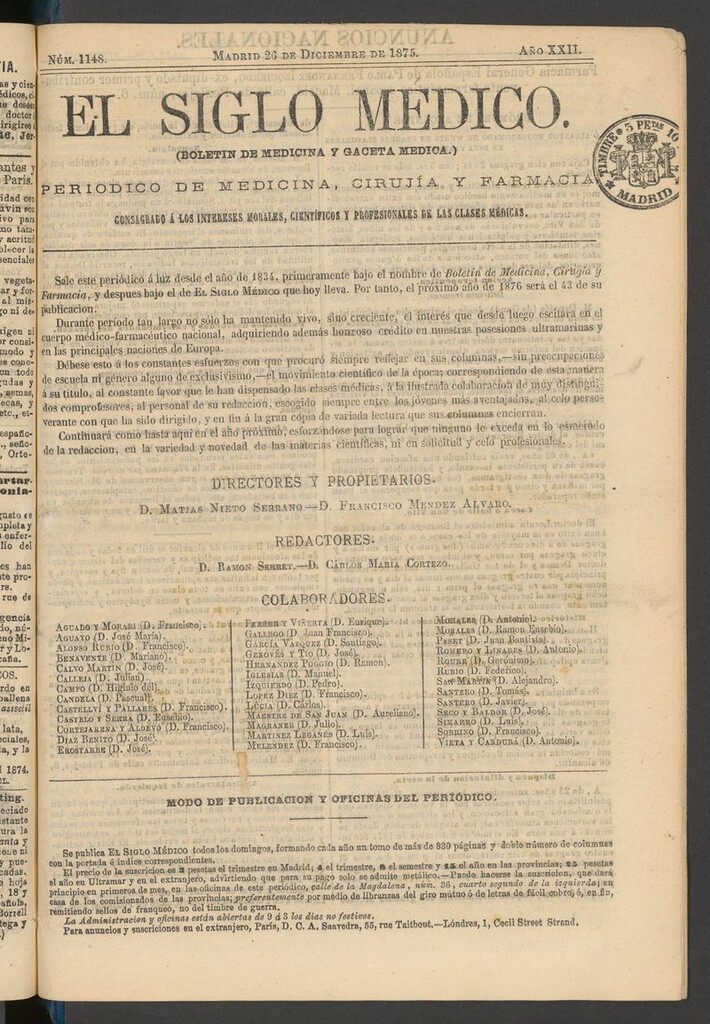 NÚM. 1148. MADRID 26 DE DICIEMBRE DE 1875. AÑO XXII.
EL SIGLO MEDICO.
(BOLETIN DE MEDICINA Y GACETA MEDICA.)
PERIODICO DE MEDICINA, CIRUJÍA Y FARMACIA
CONSAGRADO Á LOS INTERESES MORALES, CIENTÍFICOS Y PROFESIONALES DE LAS CLASES MÉDICAS.
TIMBRE 3 PETAS 10
MADRID
Sale este periódico á luz desde el año de 1834, primeramente bajo el nombre de Boletin de Medicina, Cirugía y
Farmacia, y despues bajo el de EL SIGLO MÉDICO que hoy lleva. Por tanto, el próximo año de 1876 será el 43 de su
publicacion.
Durante período tan largo no sólo ha mantenido vivo, sino creciente, el interés que desde luego escitára en el
cuerpo médico-farmacéutico nacional, adquiriendo además honroso crédito en nuestras posesiones ultramarinas y
en las principales naciones de Europa.
Débese esto á los constantes esfuerzos con que procuró siempre reflejar en sus columnas,—sin preocupaciones
de escuela ni género alguno de exclusivismo,—el movimiento científico de la época; correspondiendo de esta manera
á su título, al constante favor que le han dispensado las clases médicas, á la ilustrada colaboracion de muy distingui-
dos comprofesores, al personal de su redaccion, escogido siempre entre los jóvenes más aventajados, al celo perse-
verante con que ha sido dirigido, y en fin á la gran cópia de variada lectura que sus columnas encierran.
Continuará como hasta aquí en el año próximo, esforzándose para lograr que ninguno le exceda en lo esmerado
de la redaccion, en la variedad y novedad de las materias científicas, ni en solicitud y celo profesionales.
DIRECTORES Y PROPIETARIOS.
D. MATIAS NIETO SERRANO.—D. FRANCISCO MENDEZ ALVARO.
REDACTORES.
D. RAMON SERRET.—D. CÁRLOS MARIA CORTEZO.
COLABORADORES.
AGUADO Y MORARI (D. Francisco).
AGUAYO (D. José María).
ALONSO RUBIO (D. Francisco).
BENAVENTE (D. Mariano).
CALVO MARTIN (D. José).
CALLEJA (D. Julian).
CAMPO (D. Higinio del)
CANDELA (D. Pascual).
CASTELLVÍ Y PALLARES (D. Francisco).
CASTELO Y SERRA (D. Eusebio).
CORTEJARENA Y ALDEVO (D. Francisco).
DIAZ BENITO (D. José).
EROSTARBE (D. José).
FERRER Y VIÑERTA (D. Enrique).
GALLEGO (D. Juan Francisco).
GARCÍA VAZQUEZ (D. Santiago).
GENOVÉS Y TIO (D. José).
HERNANDEZ POGGIO (D. Ramon).
IGLESIAS (D. Manuel).
IZQUIERDO (D. Pedro).
LOPEZ DIEZ (D. Francisco).
LÚCIA (D. Cárlos).
MAESTRE DE SAN JUAN (D. Aureliano).
MAGRANER (D. Julio).
MARTINEZ LEGANÉS (D. Luis).
MELENDEZ (D. Francisco).
MORALES (D. Antonio).
MORALES (D. Ramon Eusebio).
PESET (D. Juan Bautista).
ROMERO Y LINARES (D. Antonio).
ROURE (D. Gerónimo).
RUBIO (D. Federico).
SAN MARTIN (D. Alejandro).
SANTERO (D. Tomás).
SANTERO (D. Javier).
SECO Y BALDOR (D. José).
SIMARRO (D. Luis).
SOBRINO (D. Francisco).
VIETA Y CANDURÁ (D. Antonio).
MODO DE PUBLICACION Y OFICINAS DEL PERIÓDICO.
Se publica EL SIGLO MÉDICO todos los domingos, formando cada año un tomo de más de 830 páginas y doble número de columnas
con la portada é índice correspondientes.
El precio de la suscricion es 3 pesetas el trimestre en Madrid; 4 el trimestre, 8 el semestre y 15 el año en las provincias; 25 pesetas
el año en Ultramar y en el extranjero, advirtiendo que para su pago solo se admite metálico.—Puede hacerse la suscricion, que dará
principio en primeros de mes, en las oficinas de este periódico, calle de la Magdalena, núm. 36, cuarto segundo de la izquierda; en
casa de los comisionados de las provincias; preferentemente por medio de libranzas del giro mútuo ó de letras de fácil cobro, ó, en fin,
remitiendo sellos de franqueo, no del timbre de guerra.
La Administracion y oficinas están abiertas de 9 á 3 los dias no festivos.
Para anuncios y suscriciones en el extranjero, París, D. C. A. Saavedra, 55, rue Taitbout.—Lóndres, 1, Cecil Street Strand.